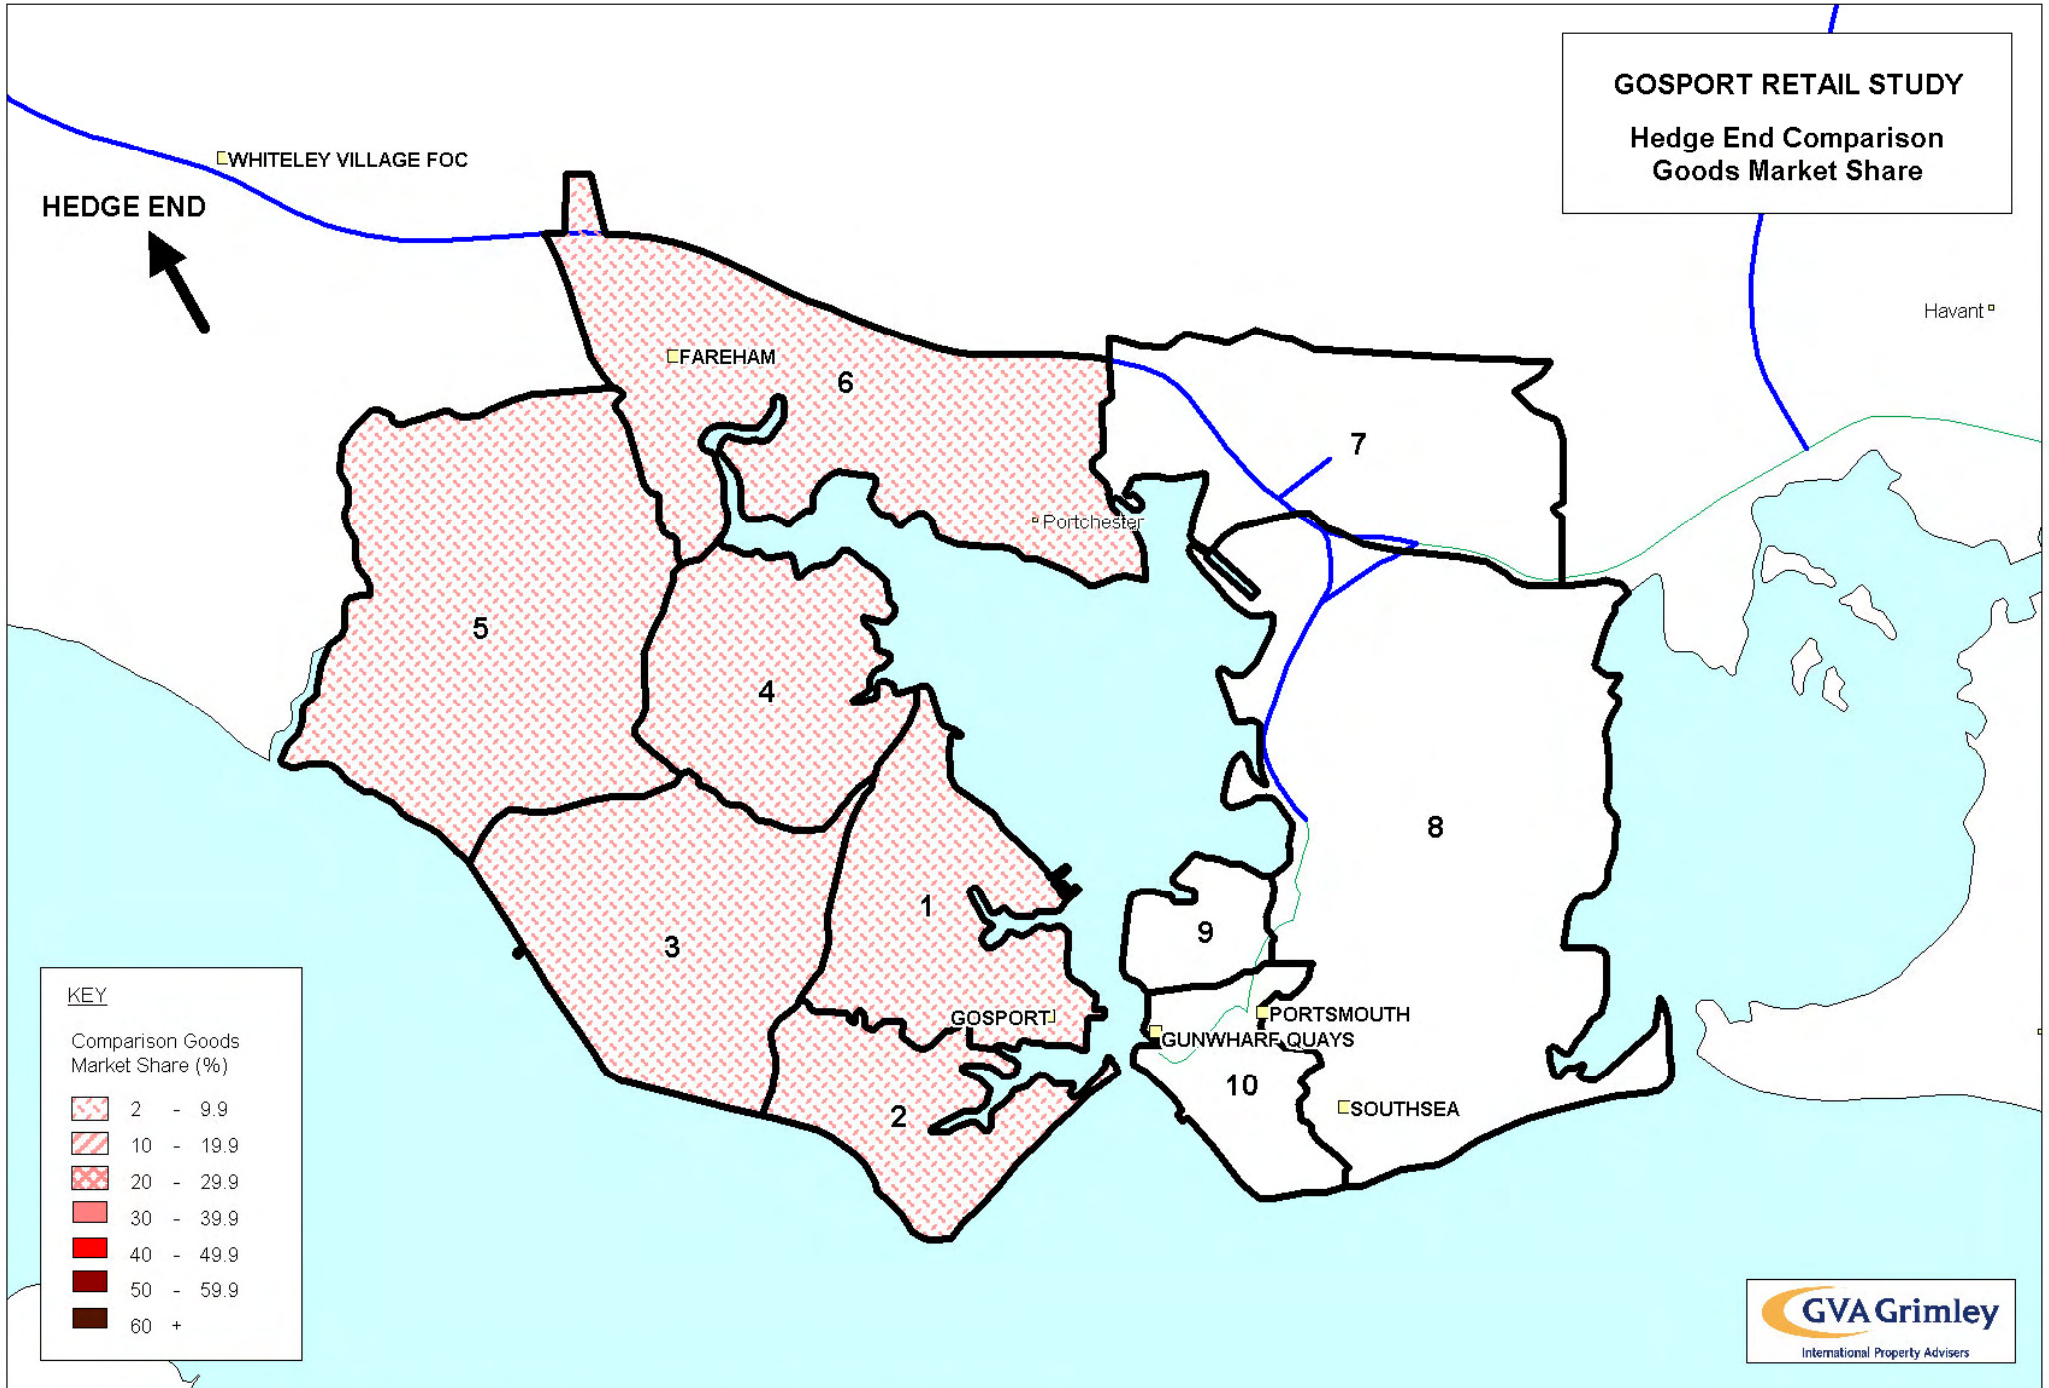 GOSPORT RETAIL STUDY
Hedge End Comparison
Goods Market Share
WHITELEY VILLAGE FOC
HEDGE END
Havant
FAREHAM
6
7
Portchester
5
4
8
1
9
3
GOSPORT
PORTSMOUTH
GUNWHARF QUAYS
10
SOUTHSEA
2
KEY
Comparison Goods
Market Share (%)
2 - 9.9
10 - 19.9
20 - 29.9
30 - 39.9
40 - 49.9
50 - 59.9
60 +
GVA Grimley
International Property Advisers